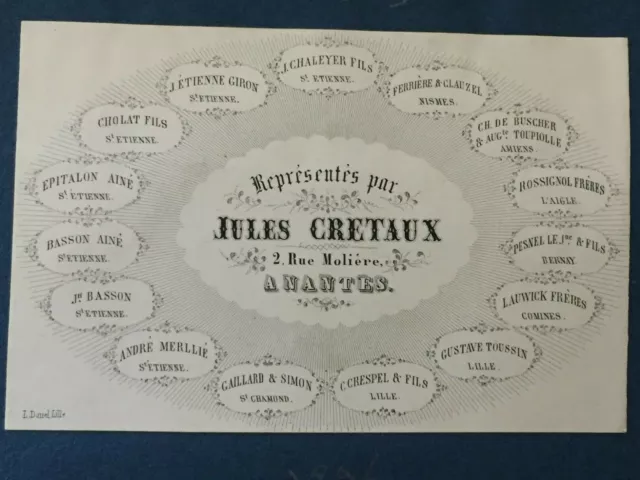 J. CHALEYER FILS
St ETIENNE.
FERRIÈRE & CLAUZEL
NISMES.
CH. DE BUSCHER
& AUGte TOUPIOLLE
AMIENS.
ROSSIGNOL FRÈRES
L'AIGLE.
PESNEL LE Jne & FILS
BERNAY.
LAUWICK FRÈRES
COMINES.
GUSTAVE TOUSSIN
LILLE.
C. CRESPEL & FILS
LILLE.
GAILLARD & SIMON
St CHAMOND.
ANDRÉ MERLLIÉ
St ETIENNE.
Jn BASSON
St ETIENNE.
BASSON AINÉ
St ETIENNE.
EPITALON AINÉ
St ETIENNE.
CHOLAT FILS
St ETIENNE.
J. ÉTIENNE GIRON
St ETIENNE.
Représentés par
JULES CRETAUX
2, Rue Molière,
A NANTES.
Lille